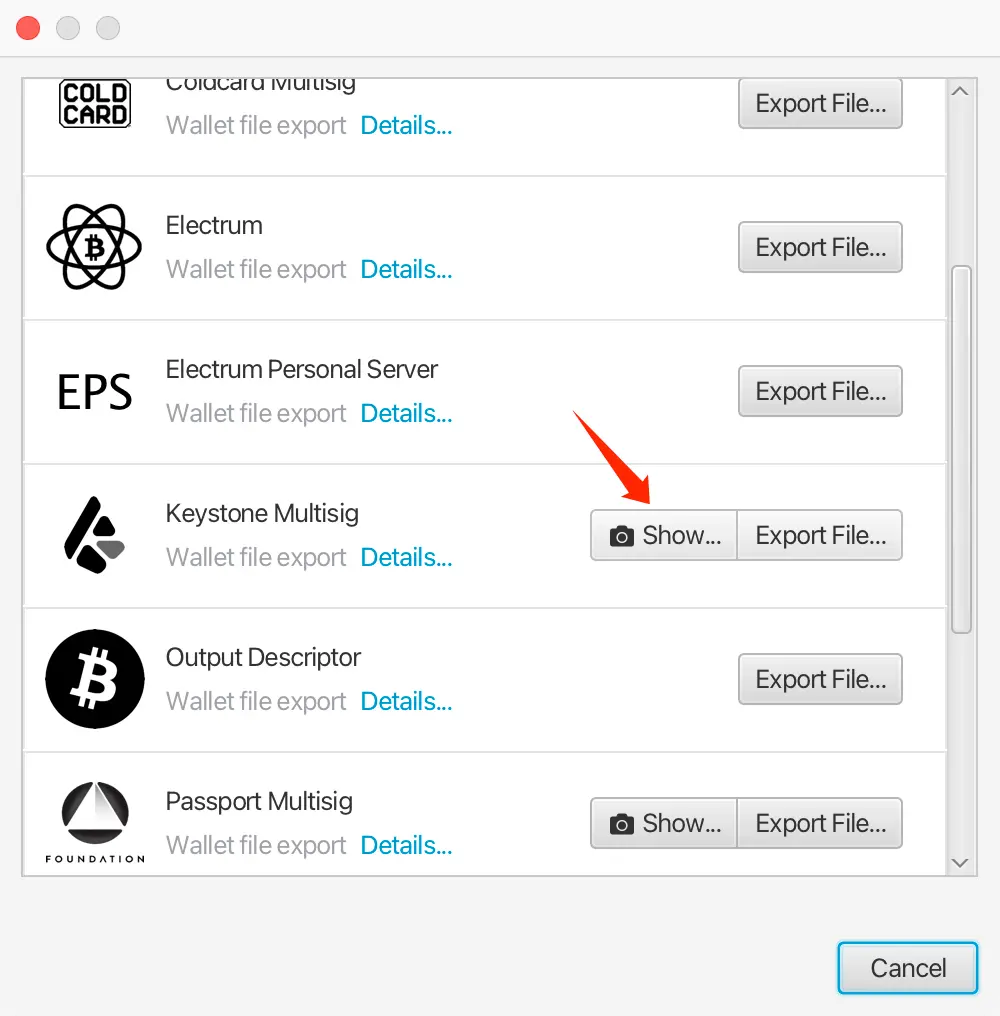 COLD
CARD
Coldcard Multisig
Wallet file export Details...
Export File...
Electrum
Wallet file export Details...
Export File...
EPS
Electrum Personal Server
Wallet file export Details...
Export File...
Keystone Multisig
Wallet file export Details...
Show... Export File...
Output Descriptor
Wallet file export Details...
Export File...
FOUNDATION
Passport Multisig
Wallet file export Details...
Show... Export File...
Cancel